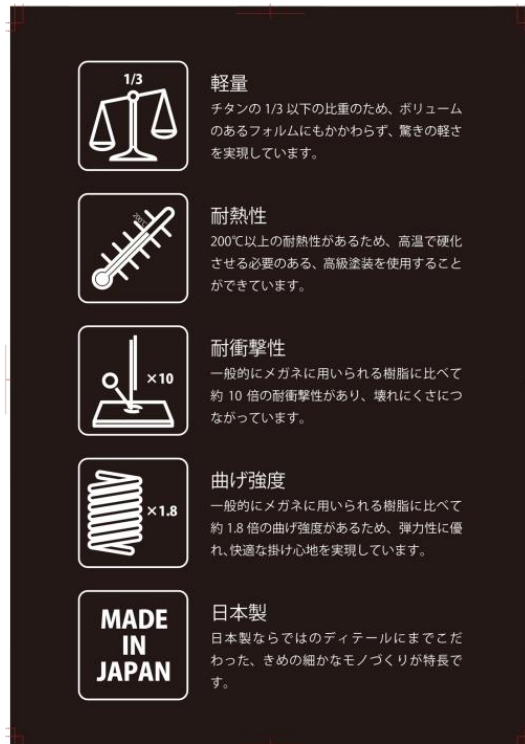 1/3
軽量
チタンの 1/3 以下の比重のため、ボリューム
のあるフォルムにもかかわらず、驚きの軽さ
を実現しています。
200℃
耐熱性
200℃以上の耐熱性があるため、高温で硬化
させる必要のある、高級塗装を使用すること
ができています。
×10
耐衝撃性
一般的にメガネに用いられる樹脂に比べて
約 10 倍の耐衝撃性があり、壊れにくさにつ
ながっています。
×1.8
曲げ強度
一般的にメガネに用いられる樹脂に比べて
約 1.8 倍の曲げ強度があるため、弾力性に優
れ、快適な掛け心地を実現しています。
MADE
IN
JAPAN
日本製
日本製ならではのディテールにまでこだ
わった、きめの細かなモノづくりが特長で
す。